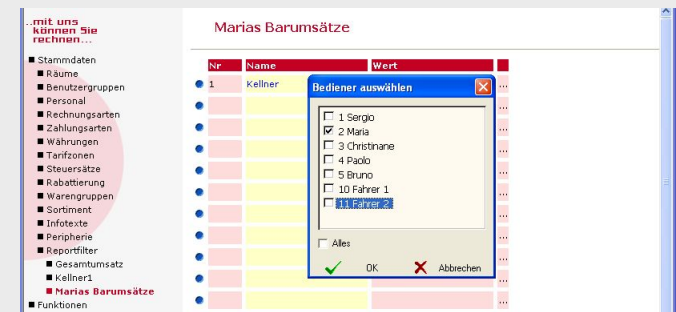 ...mit uns
können Sie
rechnen...
Marias Barumsätze
Stammdaten
Räume
Benutzergruppen
Personal
Rechnungsarten
Zahlungsarten
Währungen
Tarifzonen
Steuersätze
Rabattierung
Warengruppen
Sortiment
Infotexte
Peripherie
Reportfilter
Gesamtumsatz
Kellner1
Marias Barumsätze
Funktionen
Nr Name Wert
1 Kellner ...
...
...
...
...
...
...
...
...
...
...
Bediener auswählen
1 Sergio
2 Maria
3 Christinane
4 Paolo
5 Bruno
10 Fahrer 1
11 Fahrer 2
Alles
OK Abbrechen